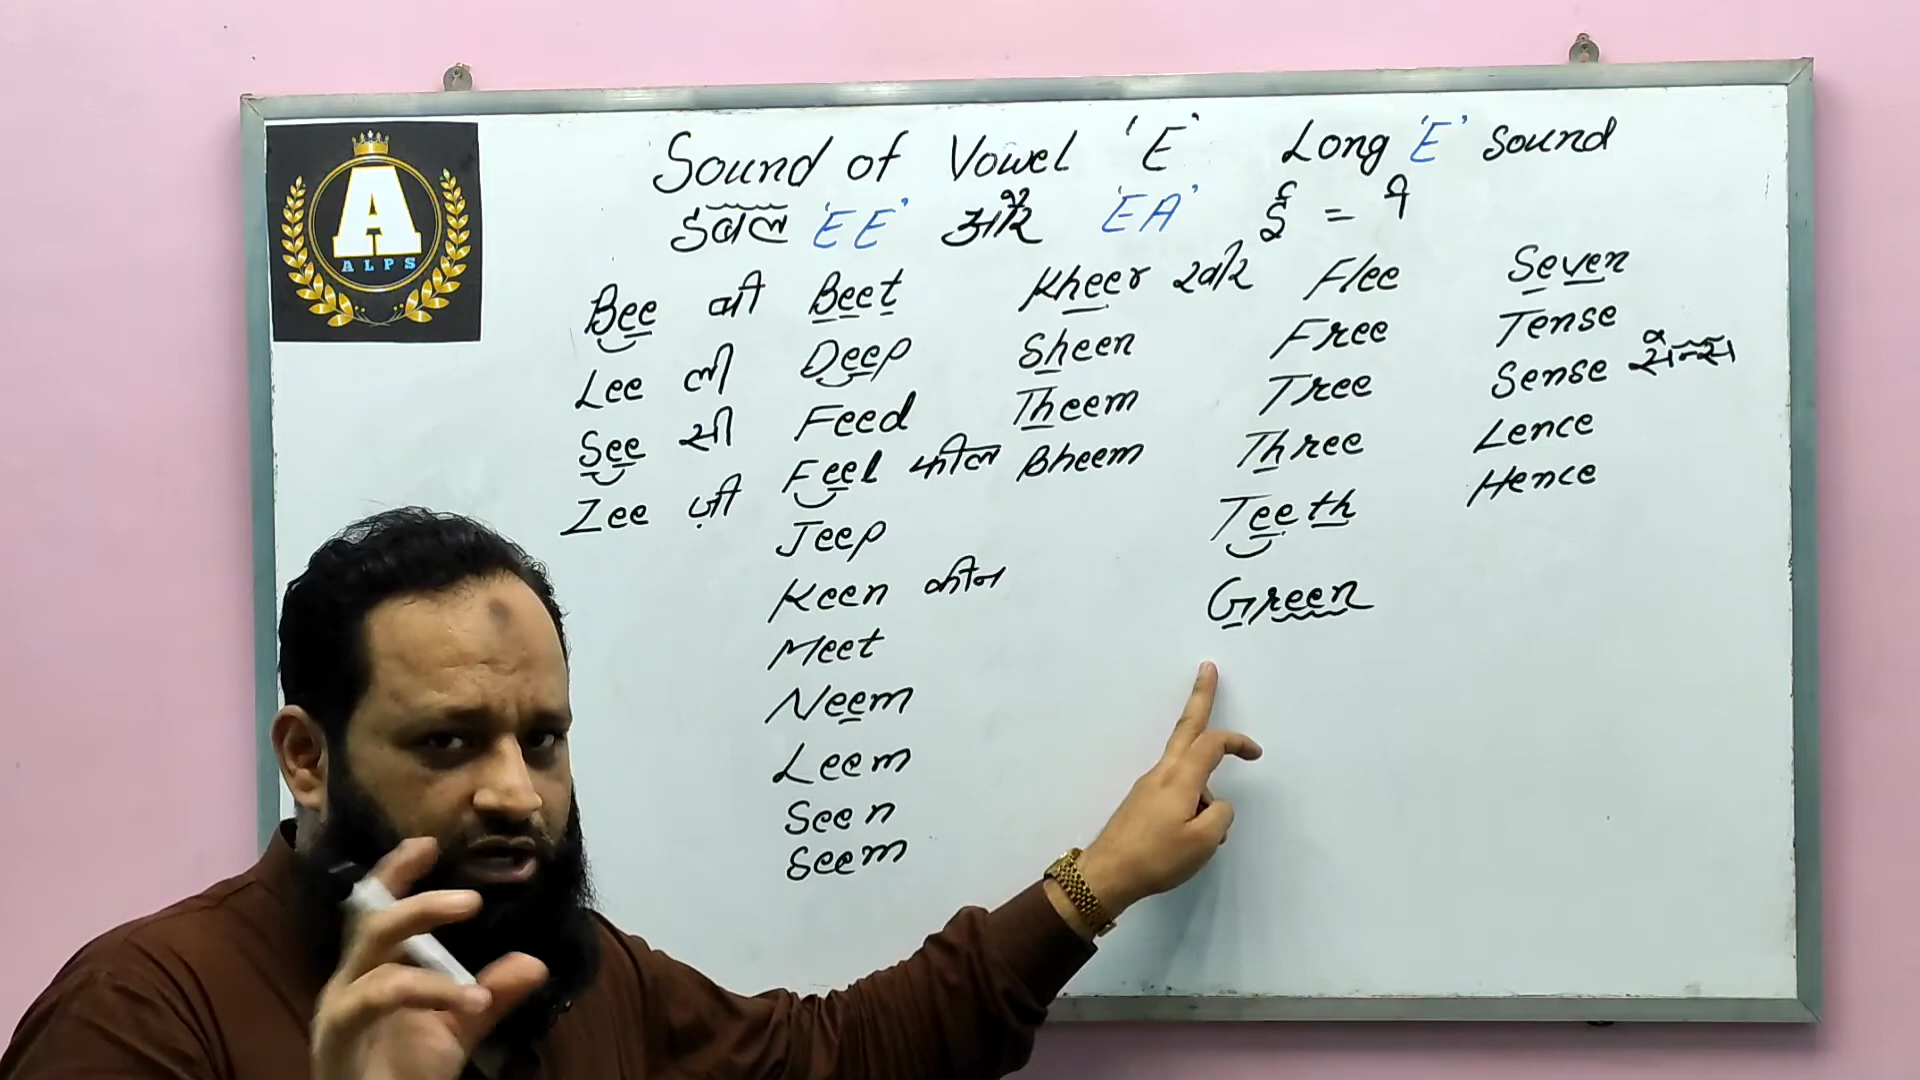 A
ALPS
Sound of Vowel 'E' Long 'E' Sound
डबल 'EE' और 'EA' ई = ी
Bee बी
Lee ली
See सी
Zee ज़ी
Beet
Deep
Feed
Feel फील
Jeep
Keen कीन
Meet
Neem
Leem
Seen
Seem
Kheer खीर
Sheen
Theem
Bheem
Flee
Free
Tree
Three
Teeth
Green
Seven
Tense
Sense सेन्स
Lence
Hence